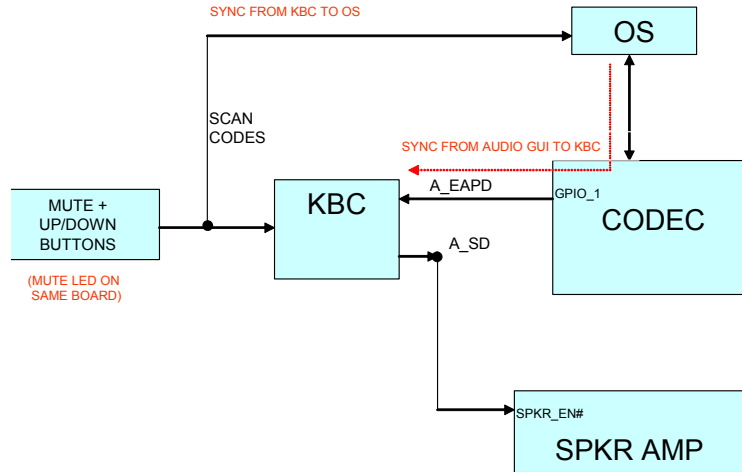 SYNC FROM KBC TO OS
OS
SCAN
CODES
SYNC FROM AUDIO GUI TO KBC
MUTE +
UP/DOWN
BUTTONS
KBC
A_EAPD
GPIO_1
CODEC
A_SD
(MUTE LED ON
SAME BOARD)
SPKR_EN#
SPKR AMP